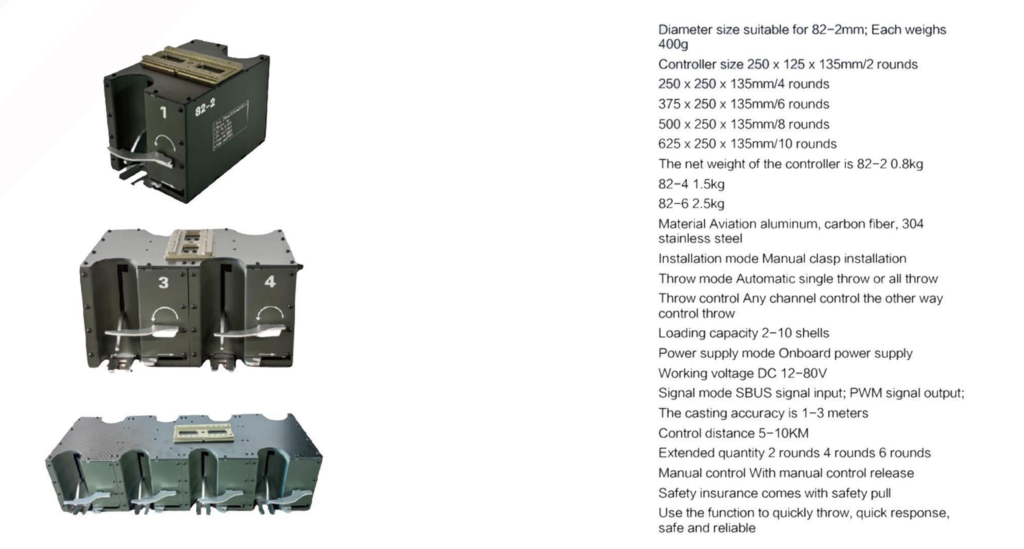 Diameter size suitable for 82-2mm; Each weighs
400g
Controller size 250 x 125 x 135mm/2 rounds
250 x 250 x 135mm/4 rounds
375 x 250 x 135mm/6 rounds
500 x 250 x 135mm/8 rounds
625 x 250 x 135mm/10 rounds
The net weight of the controller is 82-2 0.8kg
82-4 1.5kg
82-6 2.5kg
Material Aviation aluminum, carbon fiber, 304
stainless steel
Installation mode Manual clasp installation
Throw mode Automatic single throw or all throw
Throw control Any channel control the other way
control throw
Loading capacity 2-10 shells
Power supply mode Onboard power supply
Working voltage DC 12-80V
Signal mode SBUS signal input; PWM signal output;
The casting accuracy is 1-3 meters
Control distance 5-10KM
Extended quantity 2 rounds 4 rounds 6 rounds
Manual control With manual control release
Safety insurance comes with safety pull
Use the function to quickly throw, quick response,
safe and reliable
1
82-2
3
4